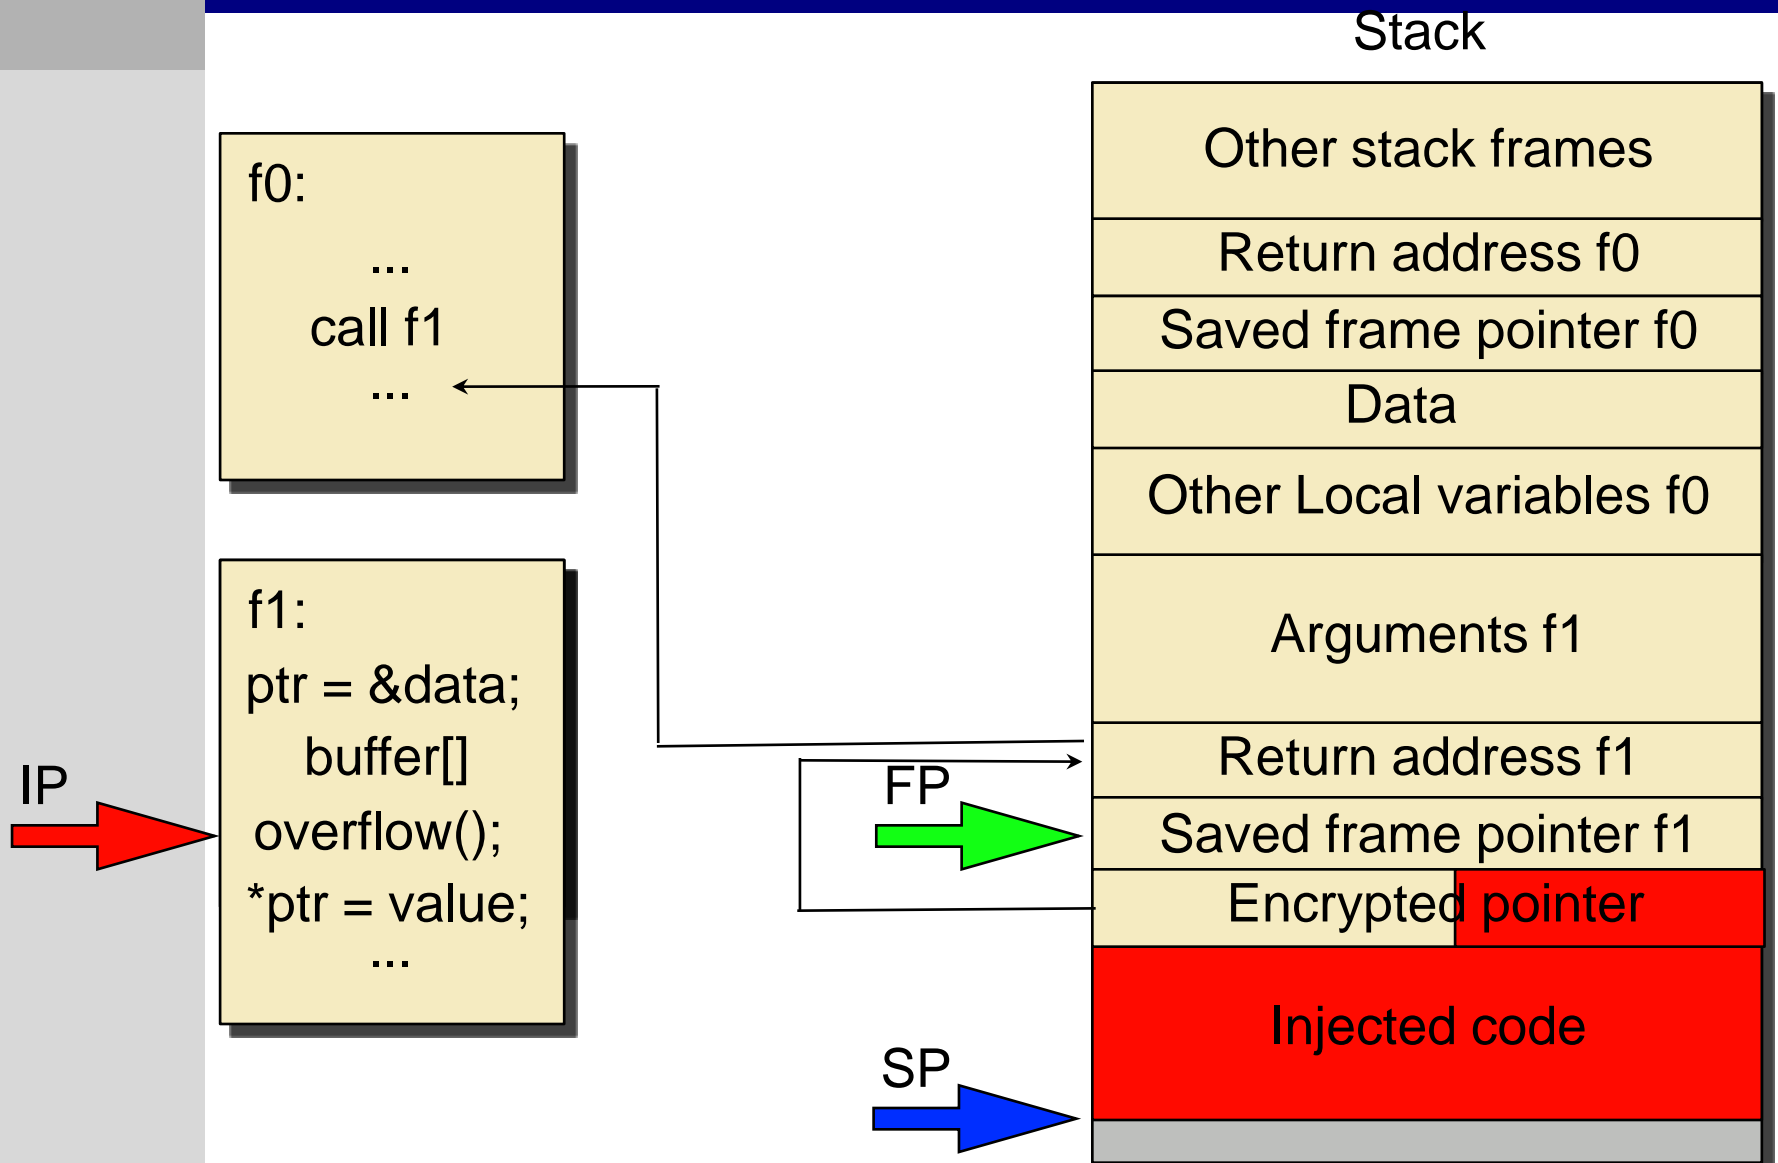 Stack
f0:
...
call f1
...
f1:
ptr = &data;
buffer[]
overflow();
*ptr = value;
...
IP
FP
SP
Other stack frames
Return address f0
Saved frame pointer f0
Data
Other Local variables f0
Arguments f1
Return address f1
Saved frame pointer f1
Encrypted pointer
Injected code